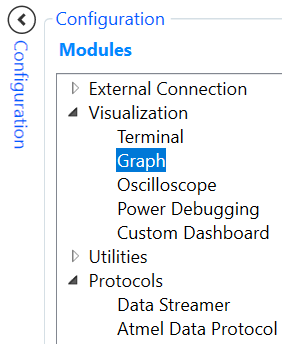 Configuration
Configuration
Modules
External Connection
Visualization
Terminal
Graph
Oscilloscope
Power Debugging
Custom Dashboard
Utilities
Protocols
Data Streamer
Atmel Data Protocol